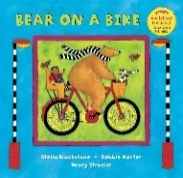 BEAR ON A BIKE
Stella Blackstone • Debbie Harter
Henry Strozier